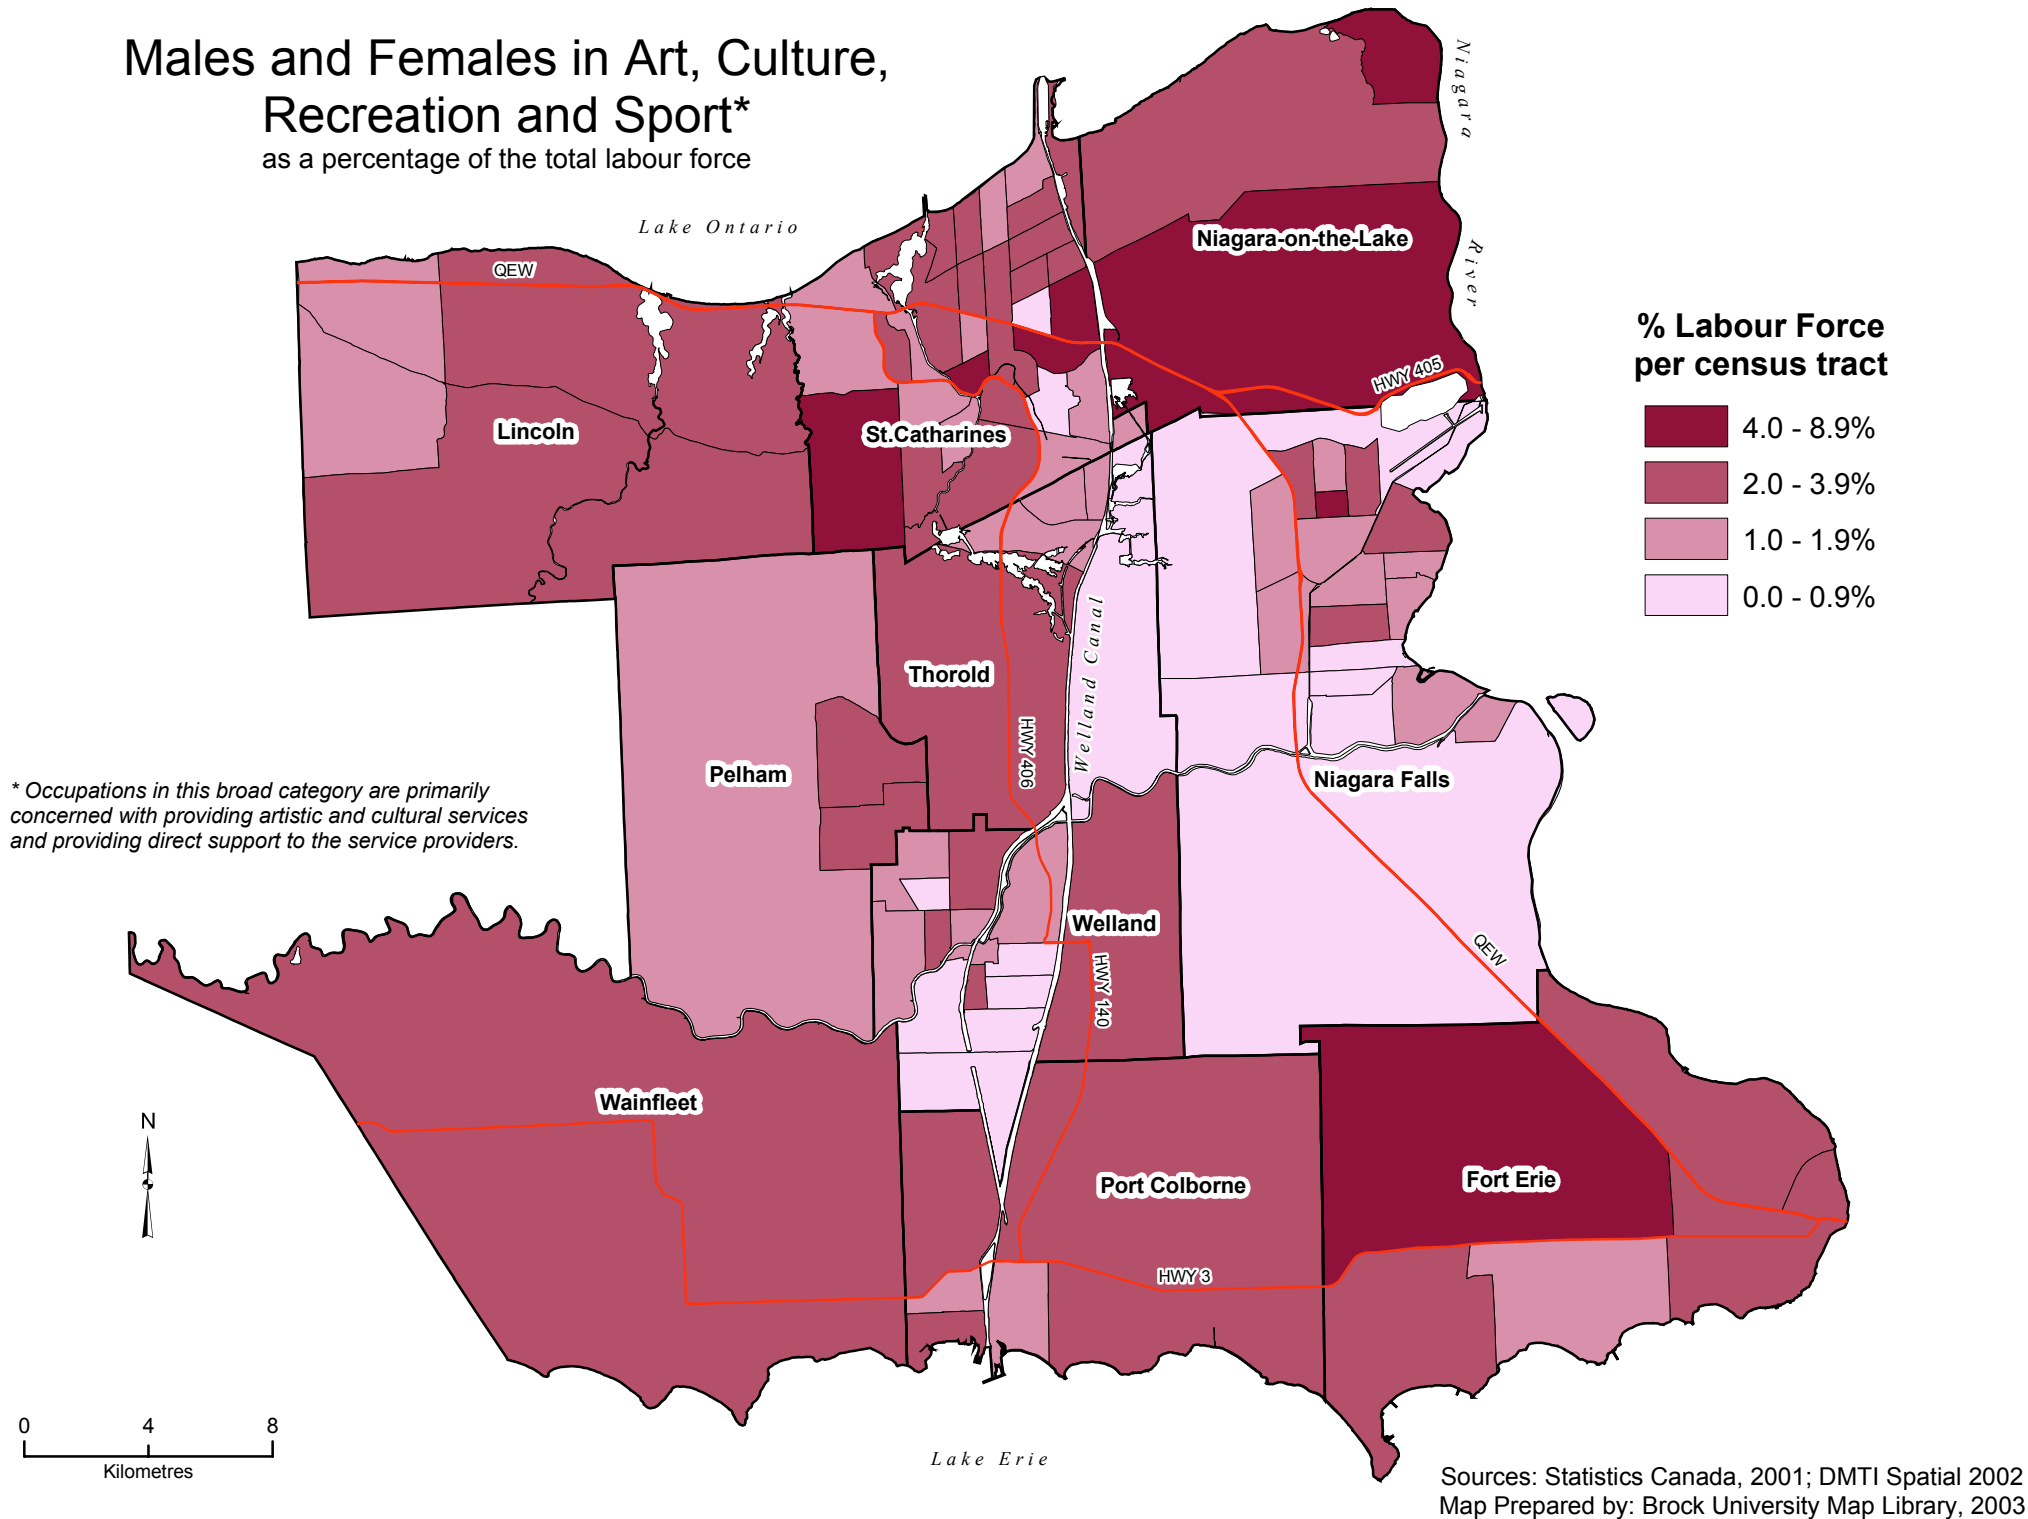 Males and Females in Art, Culture,
Recreation and Sport*
as a percentage of the total labour force
Niagara
River
Lake Ontario
QEW
Niagara-on-the-Lake
HWY 405
Lincoln
St.Catharines
% Labour Force
per census tract
4.0 - 8.9%
2.0 - 3.9%
1.0 - 1.9%
0.0 - 0.9%
Thorold
Welland Canal
HWY 406
Pelham
Niagara Falls
* Occupations in this broad category are primarily
concerned with providing artistic and cultural services
and providing direct support to the service providers.
Welland
HWY 140
QEW
Wainfleet
N
Port Colborne
Fort Erie
HWY 3
0 4 8
Kilometres
Lake Erie
Sources: Statistics Canada, 2001; DMTI Spatial 2002
Map Prepared by: Brock University Map Library, 2003